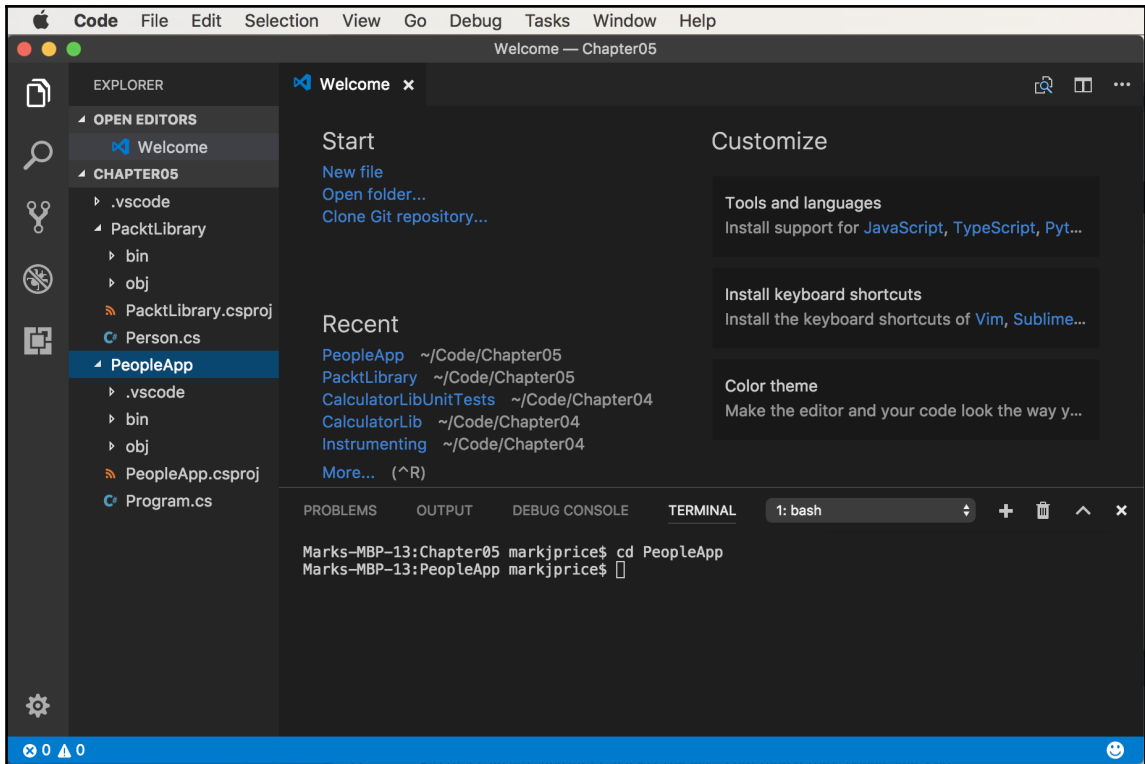 Code File Edit Selection View Go Debug Tasks Window Help
Welcome — Chapter05
EXPLORER
OPEN EDITORS
Welcome
CHAPTER05
.vscode
PacktLibrary
bin
obj
PacktLibrary.csproj
C# Person.cs
PeopleApp
.vscode
bin
obj
PeopleApp.csproj
C# Program.cs
Welcome
Start
New file
Open folder...
Clone Git repository...
Recent
PeopleApp ~/Code/Chapter05
PacktLibrary ~/Code/Chapter05
CalculatorLibUnitTests ~/Code/Chapter04
CalculatorLib ~/Code/Chapter04
Instrumenting ~/Code/Chapter04
More... (^R)
Customize
Tools and languages
Install support for JavaScript, TypeScript, Pyt...
Install keyboard shortcuts
Install the keyboard shortcuts of Vim, Sublime...
Color theme
Make the editor and your code look the way y...
PROBLEMS OUTPUT DEBUG CONSOLE TERMINAL 1: bash
Marks-MBP-13:Chapter05 markjprice$ cd PeopleApp
Marks-MBP-13:PeopleApp markjprice$
0 0